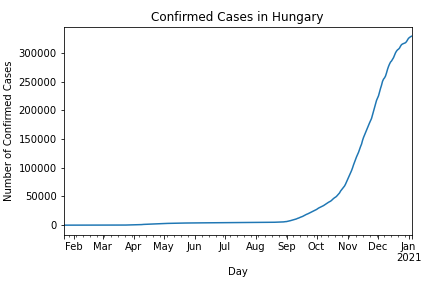 Confirmed Cases in Hungary
Number of Confirmed Cases
300000
250000
200000
150000
100000
50000
0
Feb Mar Apr May Jun Jul Aug Sep Oct Nov Dec Jan
2021
Day